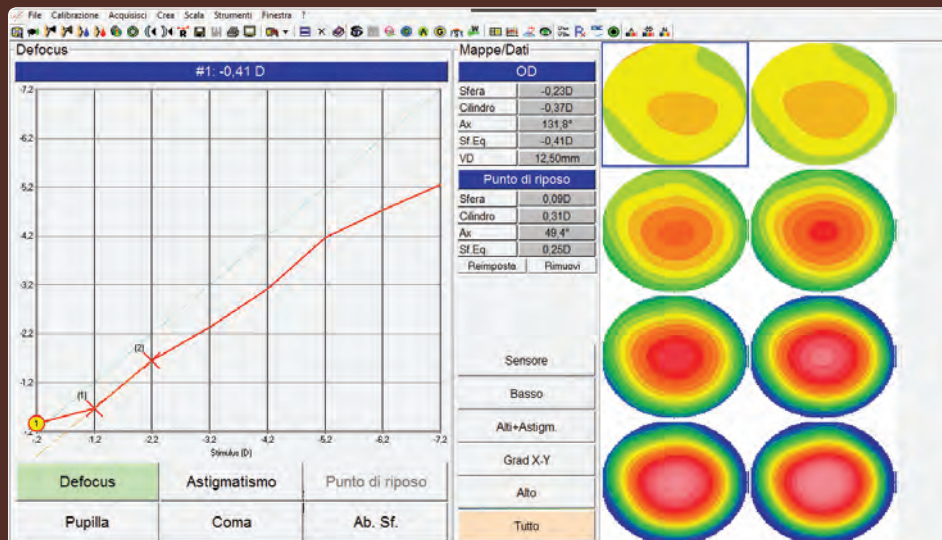 File Calibrazione Acquisisci Crea Scala Strumenti Finestra ?
Defocus
#1: -0,41 D
-7,2
-6,2
-5,2
-4,2
-3,2
-2,2
-1,2
-,2
(2)
(1)
1
-,2 -1,2 -2,2 -3,2 -4,2 -5,2 -6,2 -7,2
Stimulus (D)
Defocus Astigmatismo Punto di riposo
Pupilla Coma Ab. Sf.
Mappe/Dati
OD
Sfera -0,23D
Cilindro -0,37D
Ax 131,8°
Sf.Eq. -0,41D
VD 12,50mm
Punto di riposo
Sfera 0,09D
Cilindro 0,31D
Ax 49,4°
Sf.Eq. 0,25D
Reimposta Rimuovi
Sensore
Basso
Alti+Astigm.
Grad X-Y
Alto
Tutto